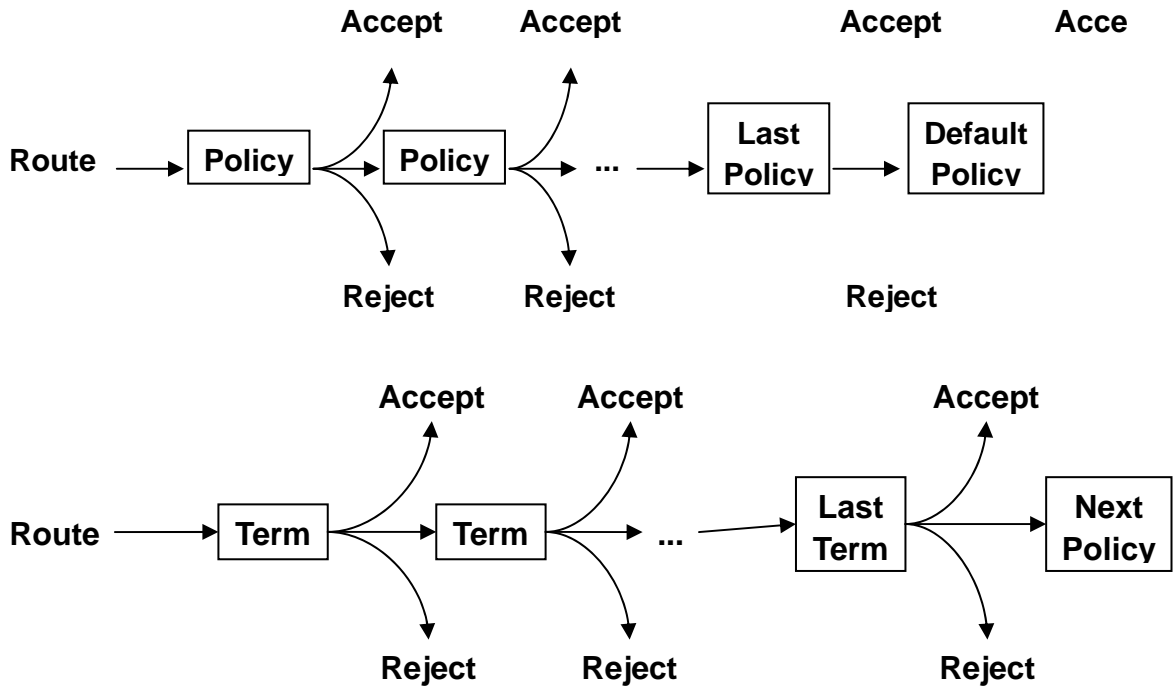 Accept Accept Accept Acce
Route Policy Policy ... Last Policy Default Policy
Reject Reject Reject
Accept Accept Accept
Route Term Term ... Last Term Next Policy
Reject Reject Reject